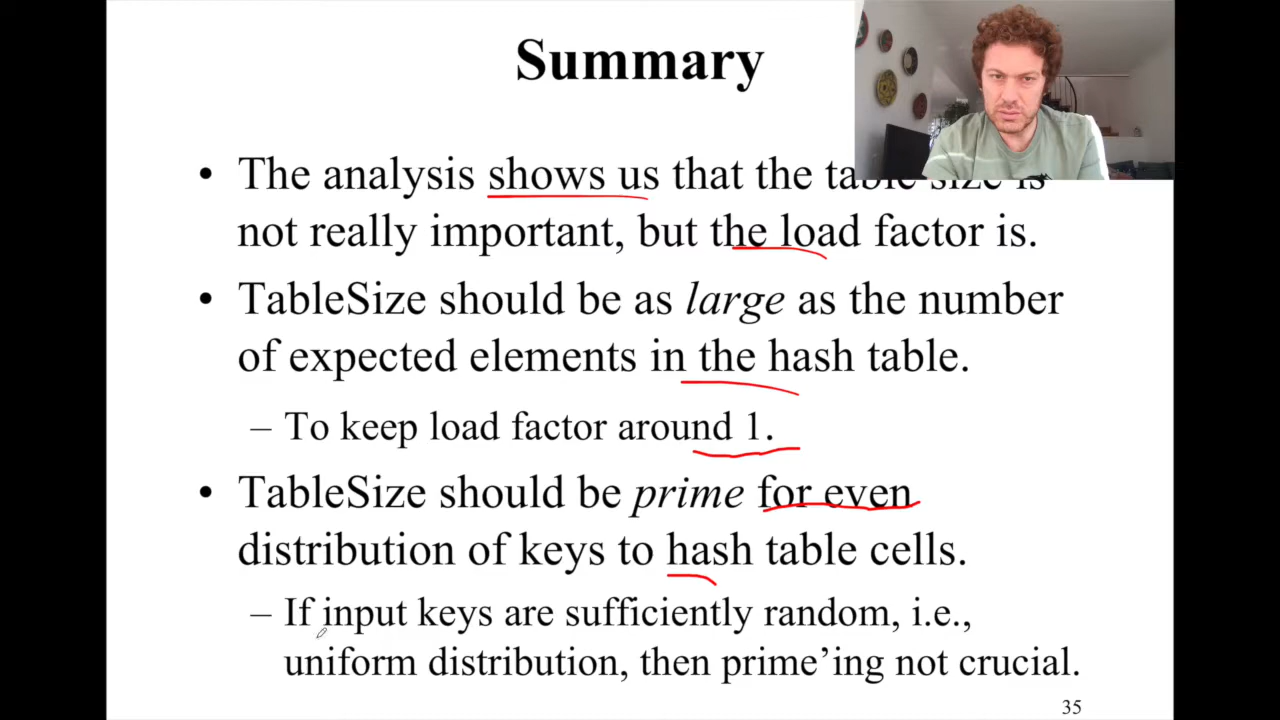 Summary
• The analysis shows us that the table size is
not really important, but the load factor is.
• TableSize should be as large as the number
of expected elements in the hash table.
– To keep load factor around 1.
• TableSize should be prime for even
distribution of keys to hash table cells.
– If input keys are sufficiently random, i.e.,
uniform distribution, then prime’ing not crucial.
35